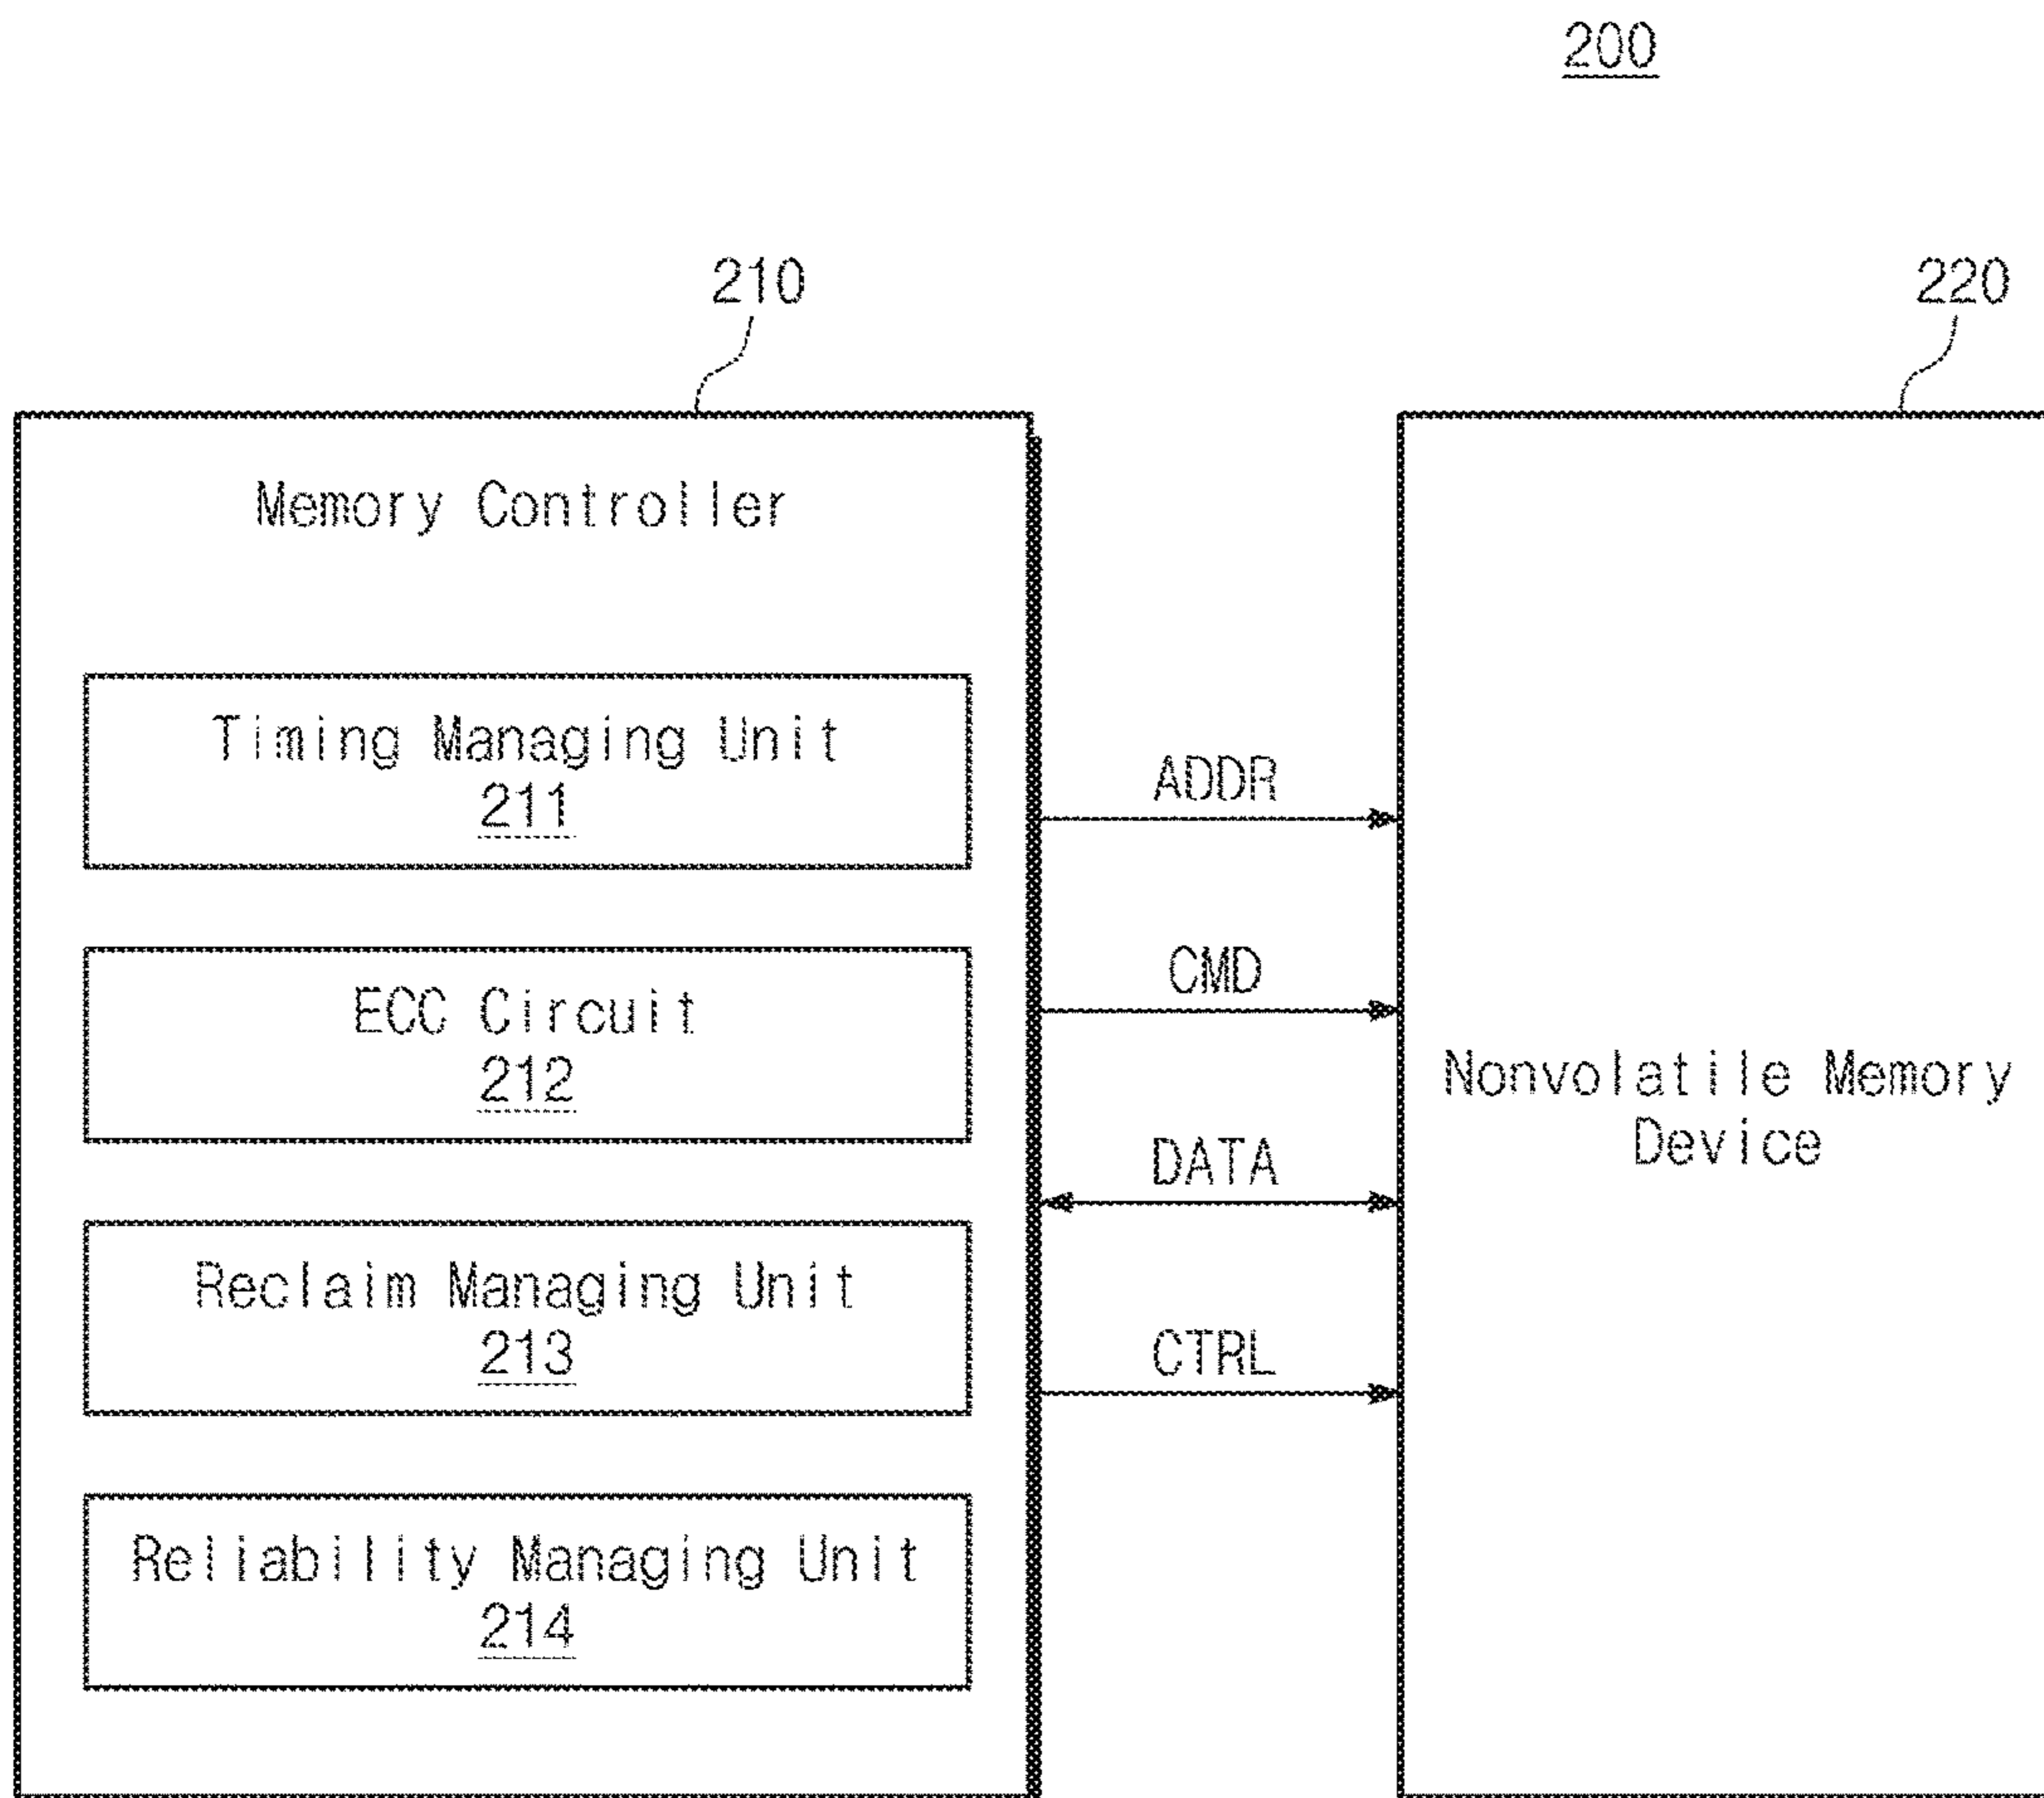 200
210
220
Memory Controller
Timing Managing Unit
211
ECC Circuit
212
Reclaim Managing Unit
213
Reliability Managing Unit
214
ADDR
CMD
DATA
CTRL
Nonvolatile Memory
Device